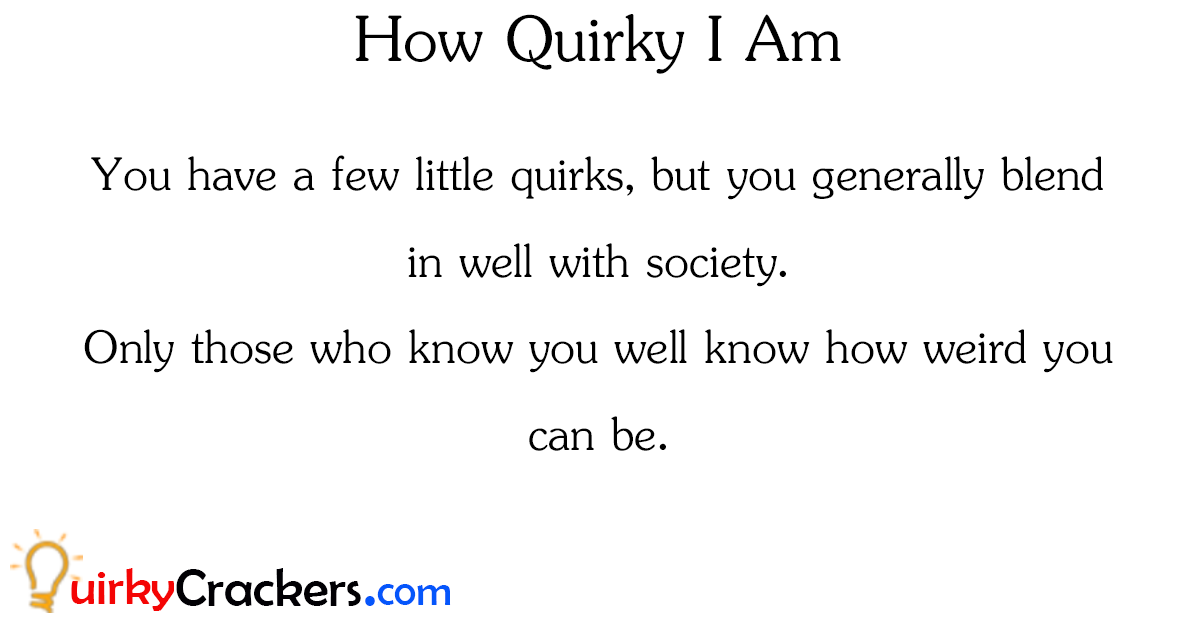 How Quirky I Am
You have a few little quirks, but you generally blend
in well with society.
Only those who know you well know how weird you
can be.
QuirkyCrackers.com